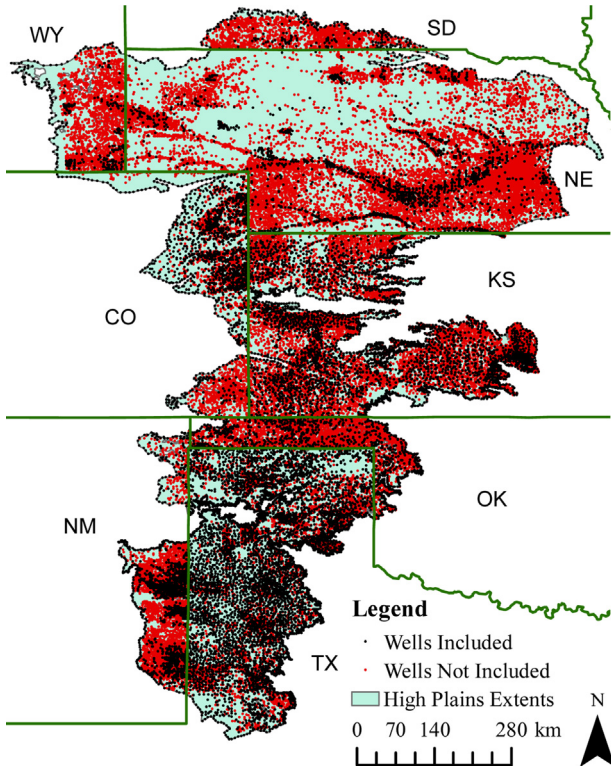 WY
SD
NE
KS
CO
OK
NM
TX
Legend
Wells Included
Wells Not Included
High Plains Extents
N
0 70 140 280 km